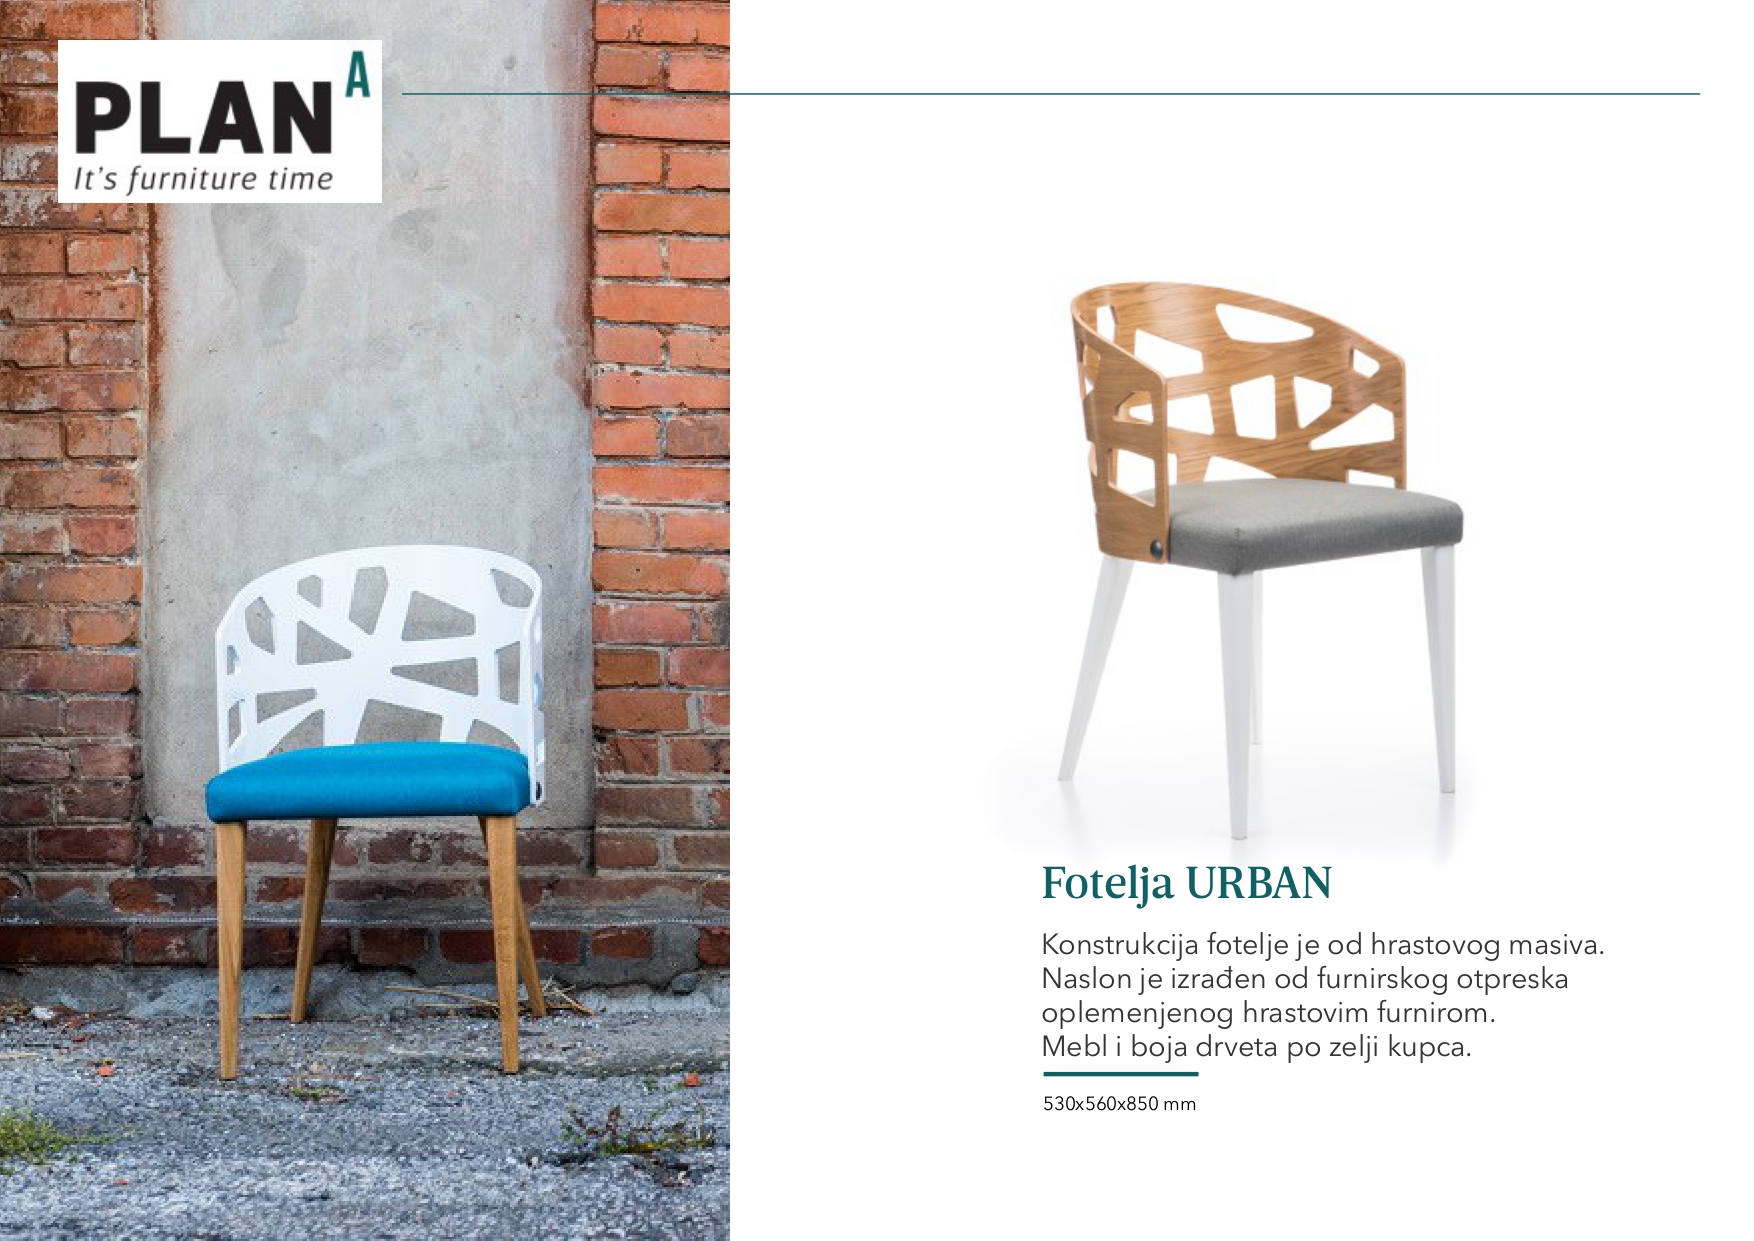 PLAN A
It's furniture time
Fotelja URBAN
Konstrukcija fotelje je od hrastovog masiva.
Naslon je izrađen od furnirskog otpreska
oplemenjenog hrastovim furnirom.
Mebl i boja drveta po zelji kupca.
530x560x850 mm